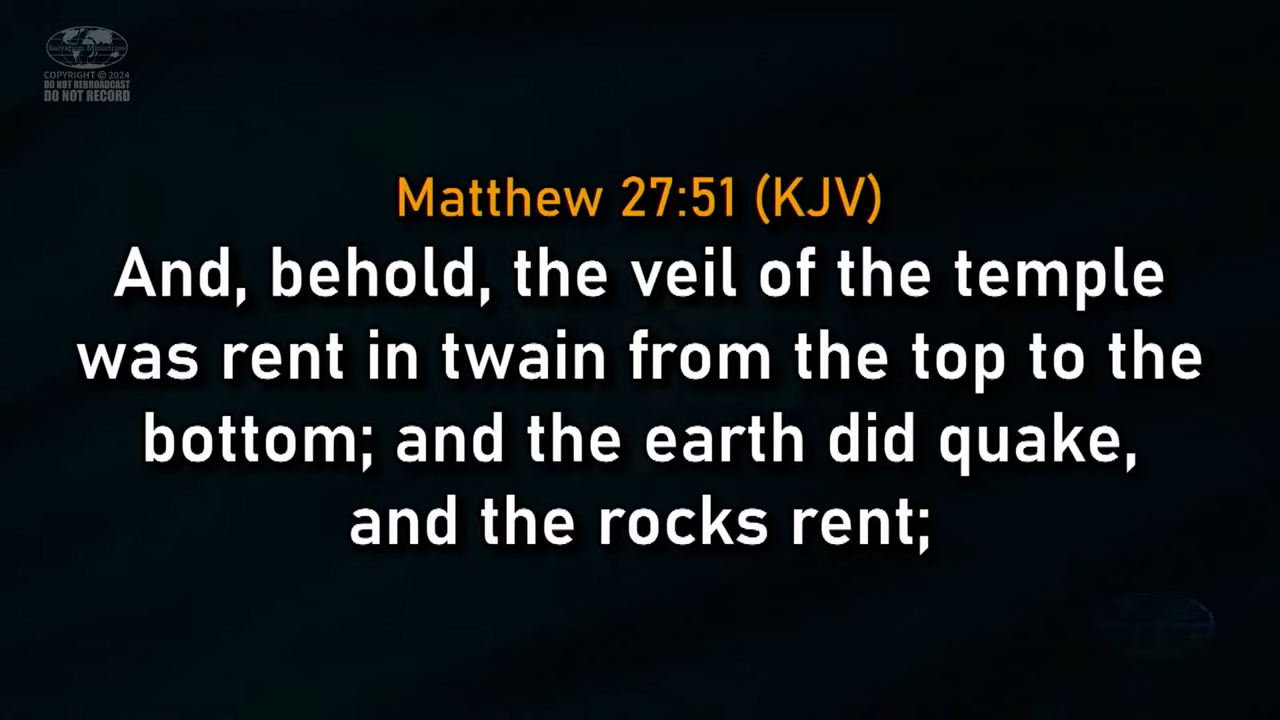 Salvation Ministries
COPYRIGHT © 2024
DO NOT REBROADCAST
DO NOT RECORD
Matthew 27:51 (KJV)
And, behold, the veil of the temple
was rent in twain from the top to the
bottom; and the earth did quake,
and the rocks rent;